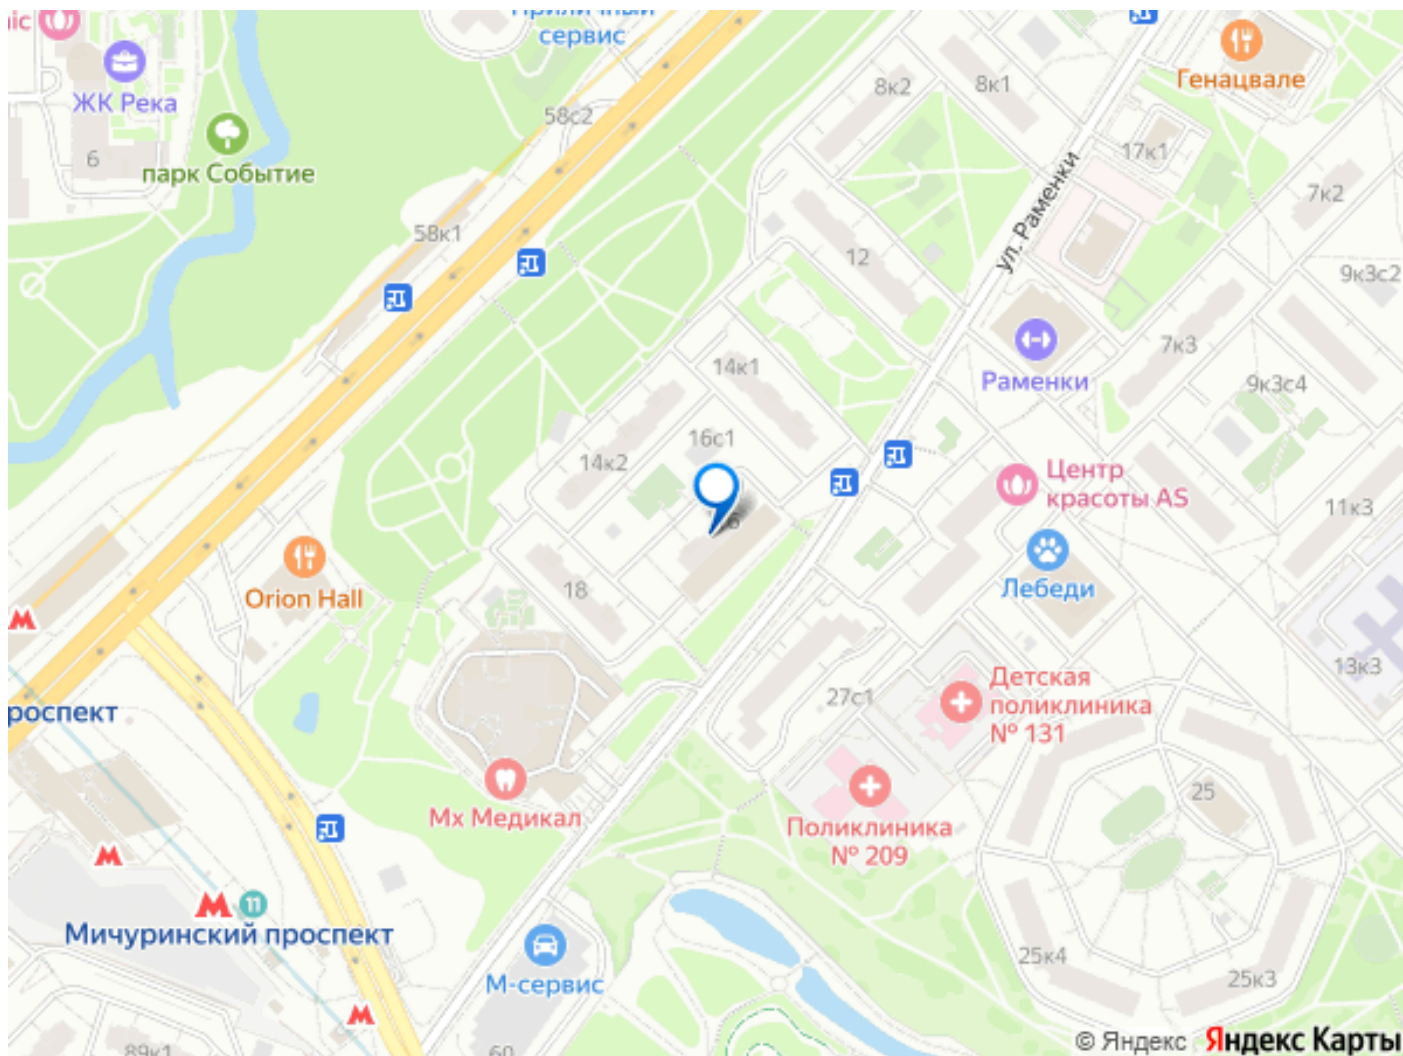 сервис
8к2
8к1
Генацвале
ЖК Река
58с2
17к1
6
парк Событие
ул. Раменки
7к2
58к1
12
9к3с2
7к3
14к1
Раменки
9к3с4
16с1
14к2
Центр
красоты AS
11к3
Orion Hall
18
Лебеди
13к3
Детская
поликлиника
№ 131
27с1
25
Мх Медикал
Поликлиника
№ 209
11
Мичуринский проспект
25к4
25к3
М-сервис
© Яндекс
Яндекс Карты